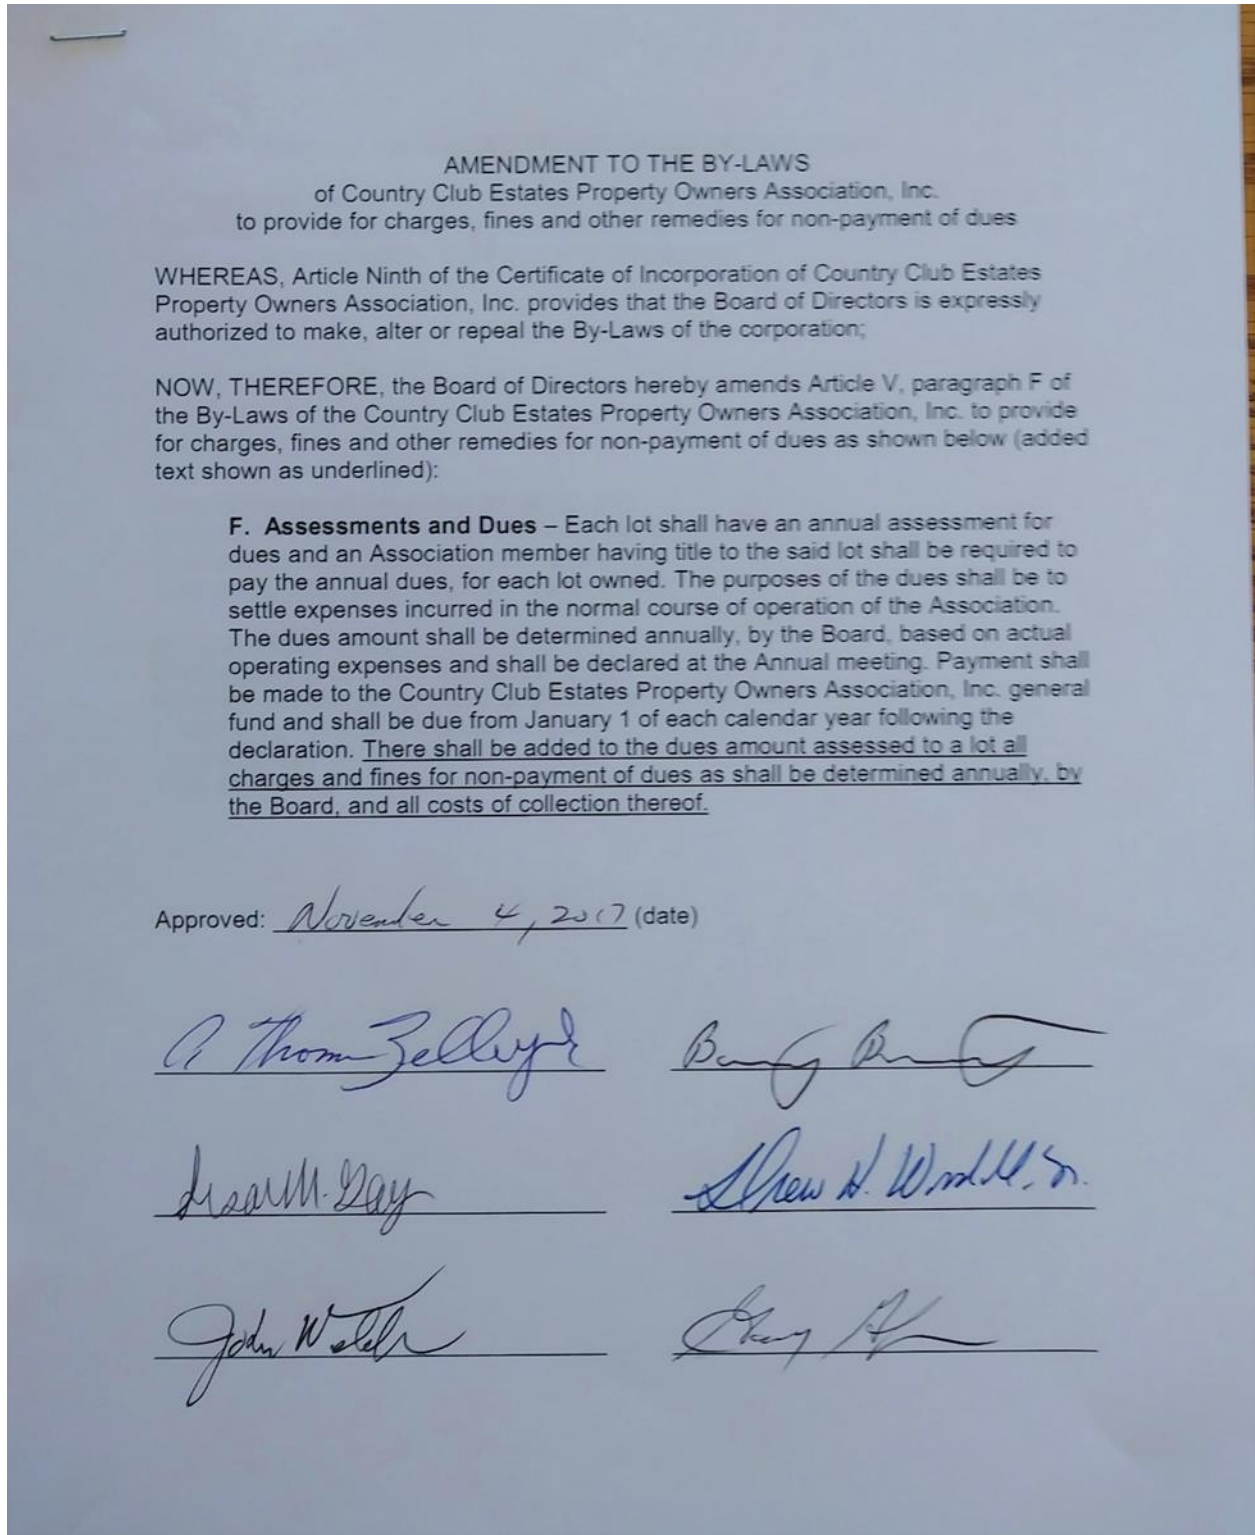 AMENDMENT TO THE BY-LAWS
of Country Club Estates Property Owners Association, Inc.
to provide for charges, fines and other remedies for non-payment of dues
WHEREAS, Article Ninth of the Certificate of Incorporation of Country Club Estates
Property Owners Association, Inc. provides that the Board of Directors is expressly
authorized to make, alter or repeal the By-Laws of the corporation;
NOW, THEREFORE, the Board of Directors hereby amends Article V, paragraph F of
the By-Laws of the Country Club Estates Property Owners Association, Inc. to provide
for charges, fines and other remedies for non-payment of dues as shown below (added
text shown as underlined):
F. Assessments and Dues – Each lot shall have an annual assessment for
dues and an Association member having title to the said lot shall be required to
pay the annual dues, for each lot owned. The purposes of the dues shall be to
settle expenses incurred in the normal course of operation of the Association.
The dues amount shall be determined annually, by the Board, based on actual
operating expenses and shall be declared at the Annual meeting. Payment shall
be made to the Country Club Estates Property Owners Association, Inc. general
fund and shall be due from January 1 of each calendar year following the
declaration. There shall be added to the dues amount assessed to a lot all
charges and fines for non-payment of dues as shall be determined annually, by
the Board, and all costs of collection thereof.
Approved: November 4, 2017 (date)
A Thomas
Gay
H.
John
Gary